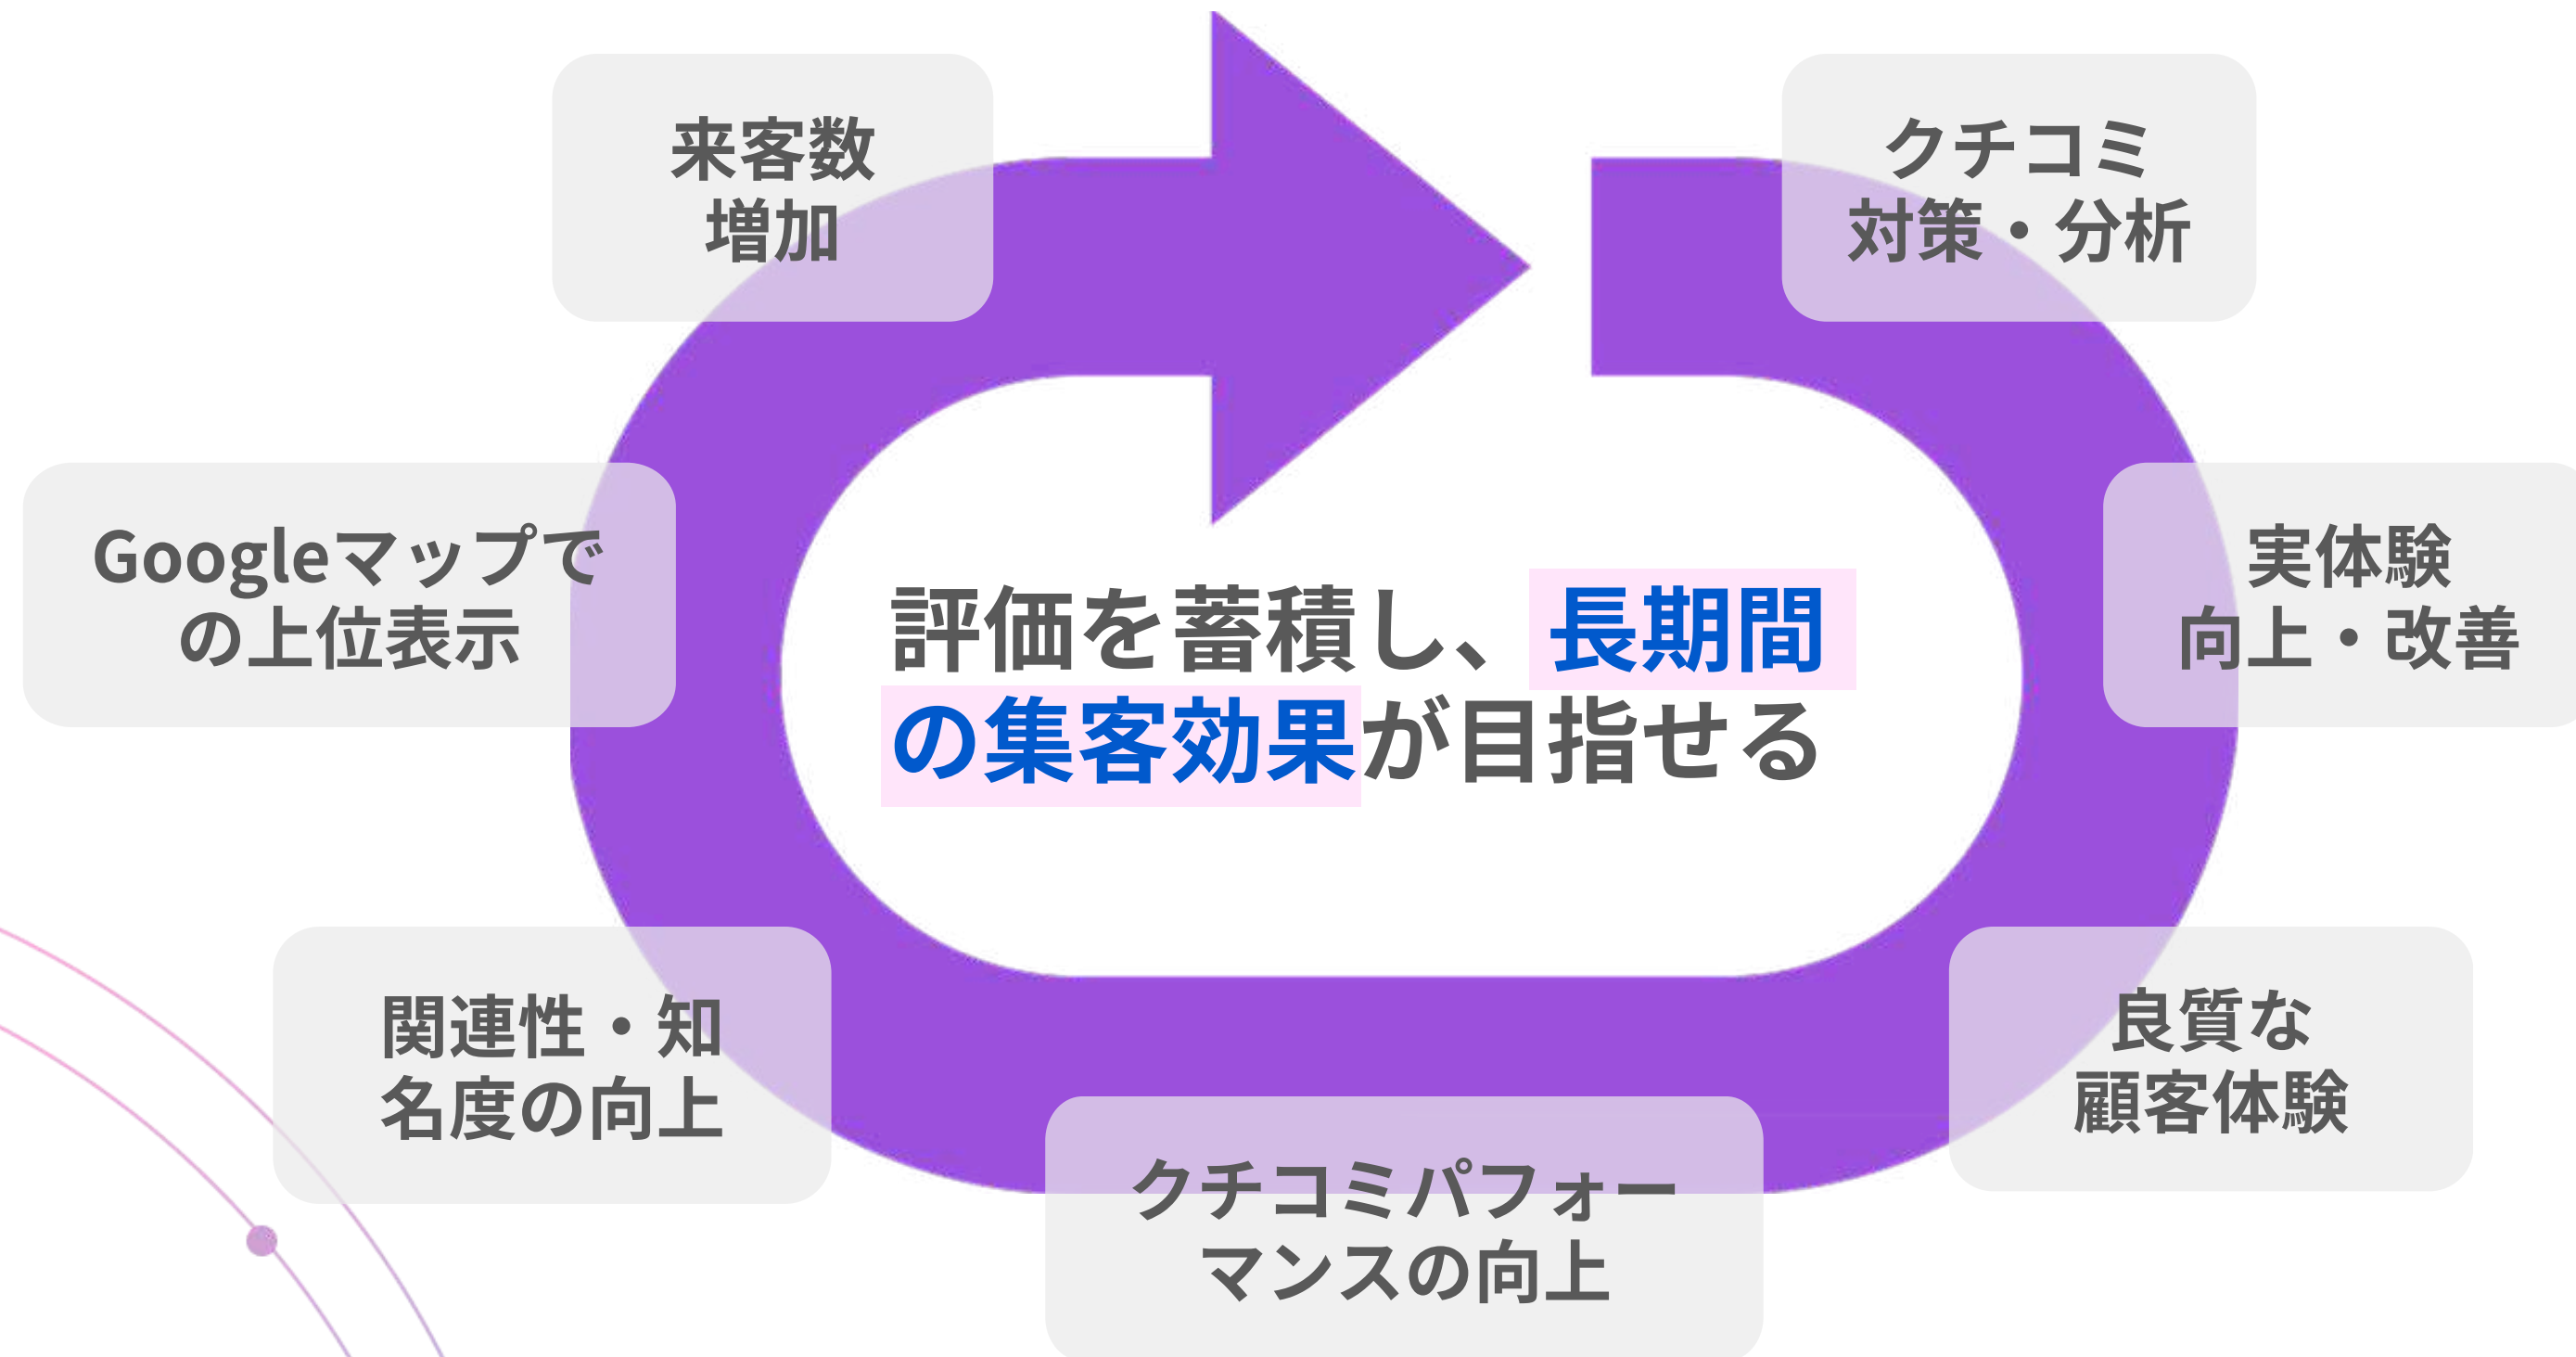 来客数
増加
クチコミ
対策・分析
Googleマップで
の上位表示
実体験
向上・改善
評価を蓄積し、長期間
の集客効果が目指せる
関連性・知
名度の向上
良質な
顧客体験
クチコミパフォー
マンスの向上